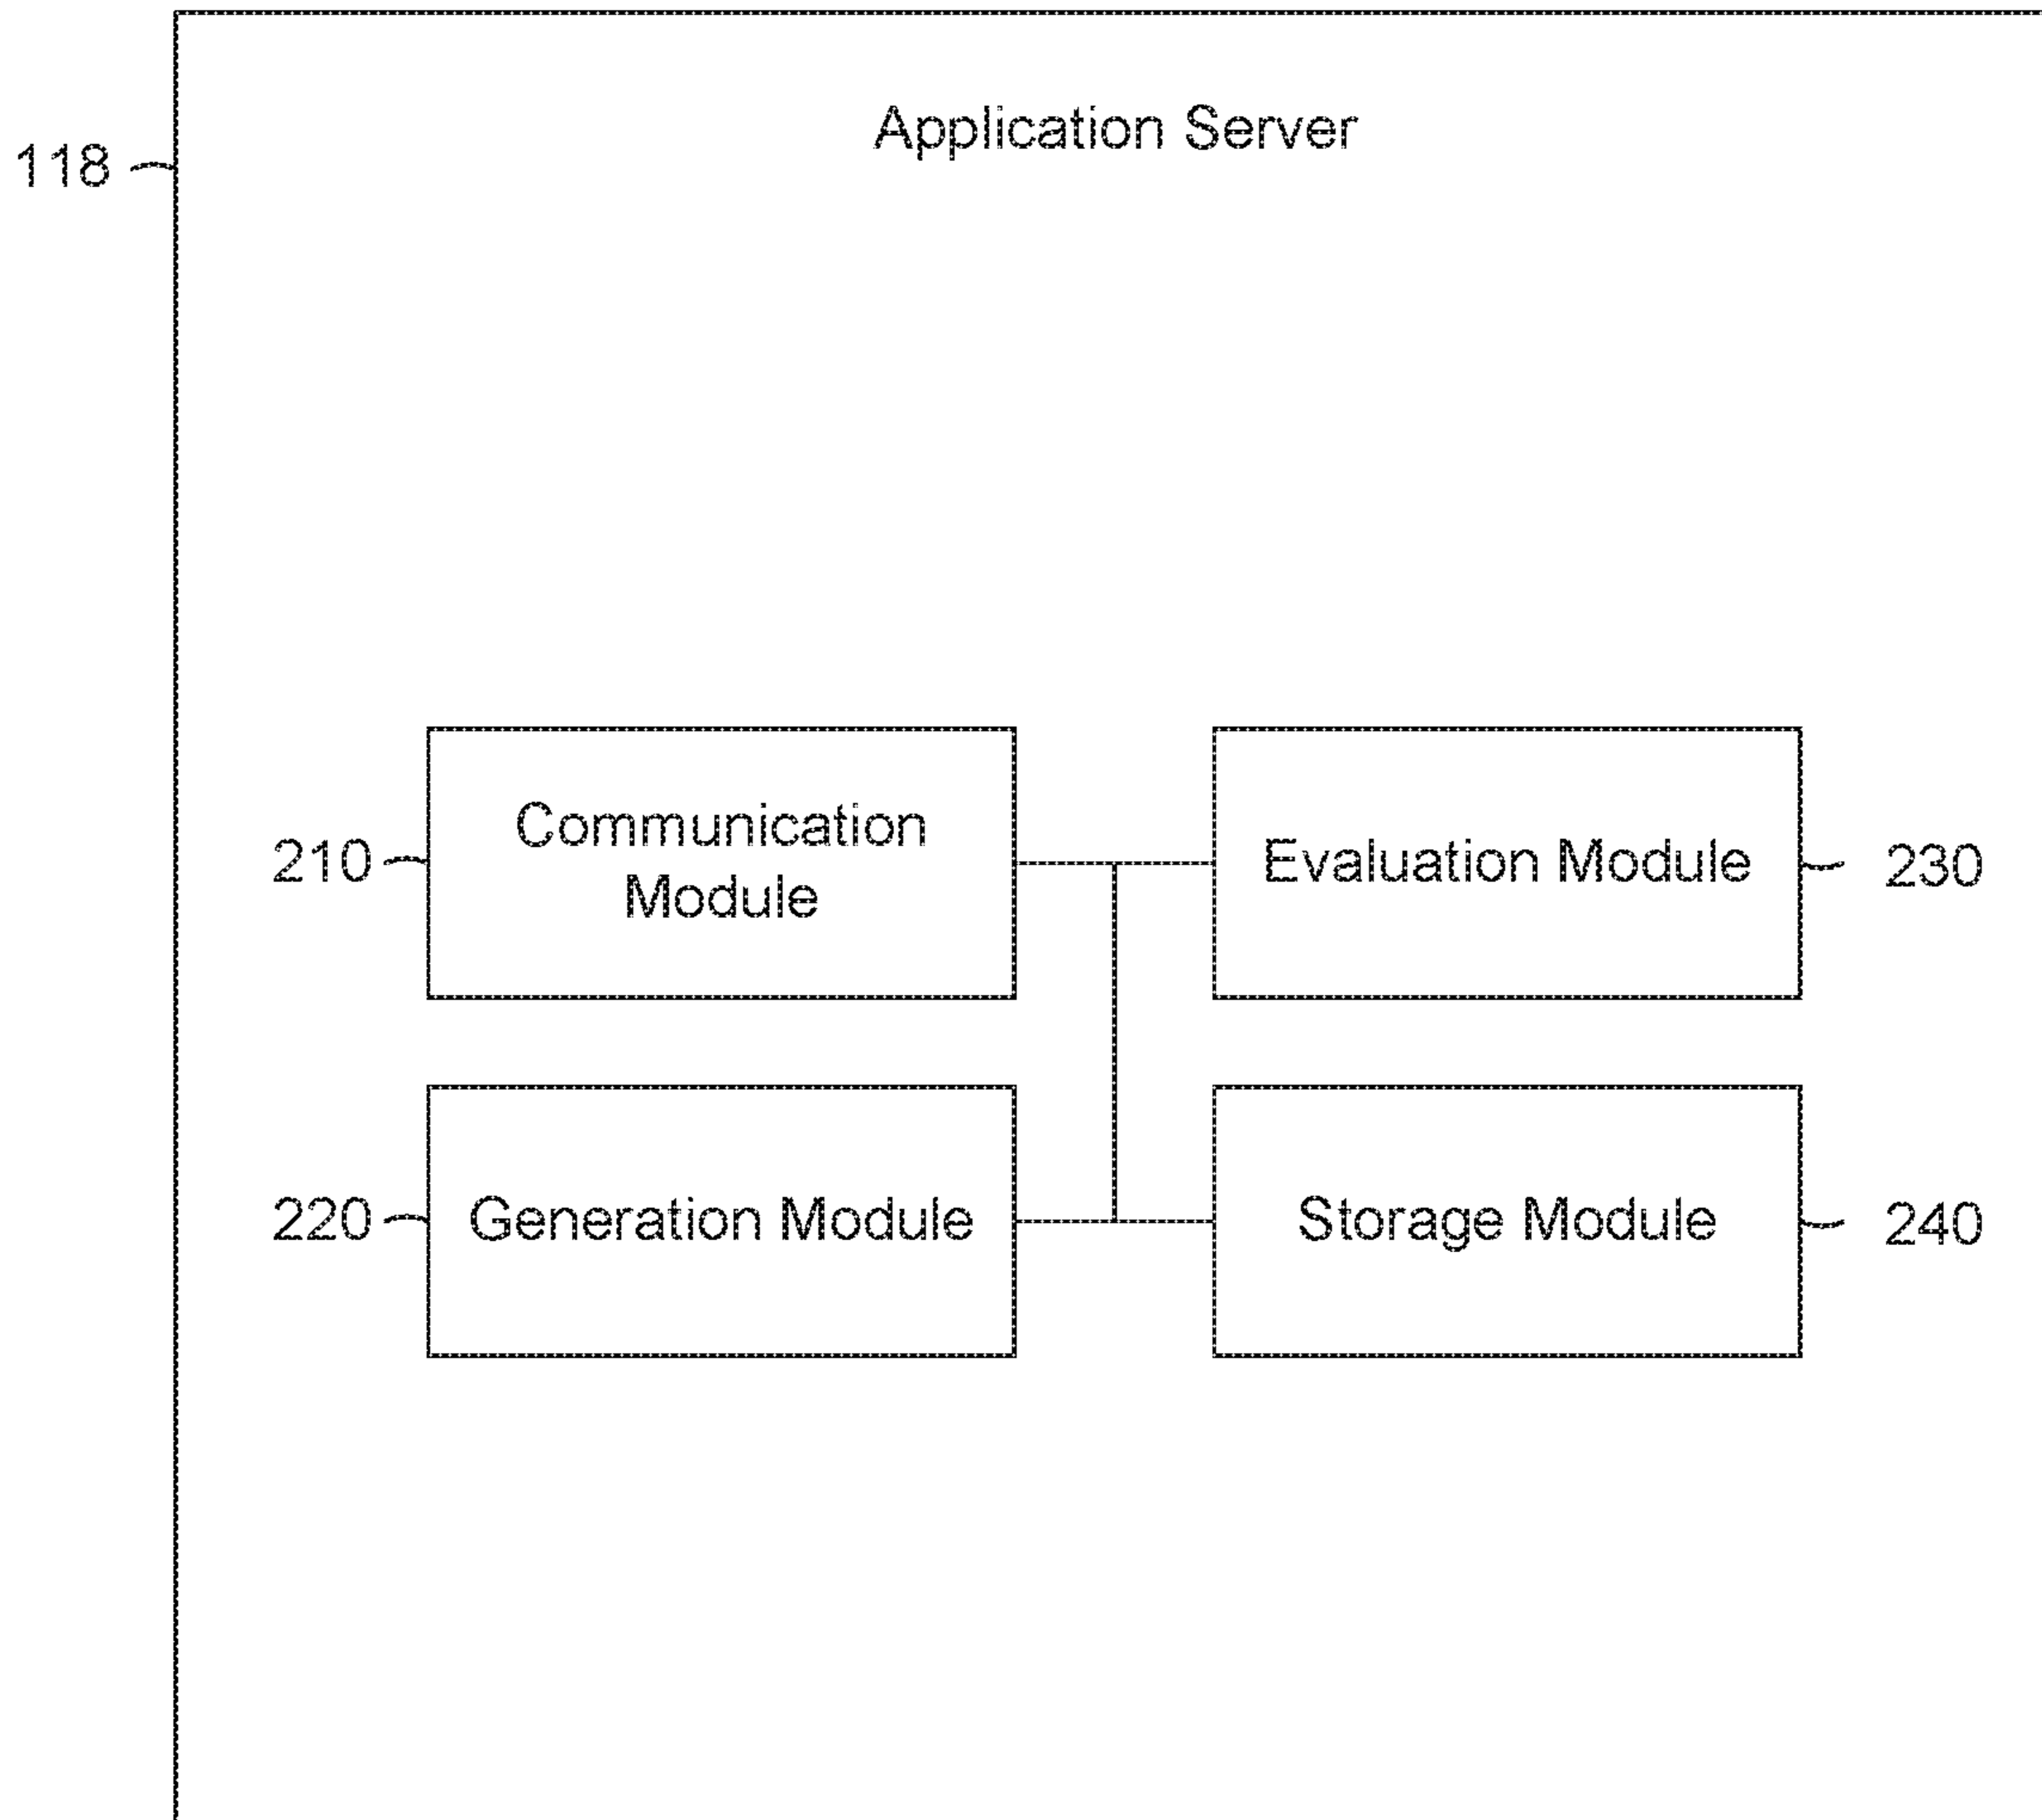 Application Server
118
Communication
Module
210
Evaluation Module
230
220
Generation Module
Storage Module
240